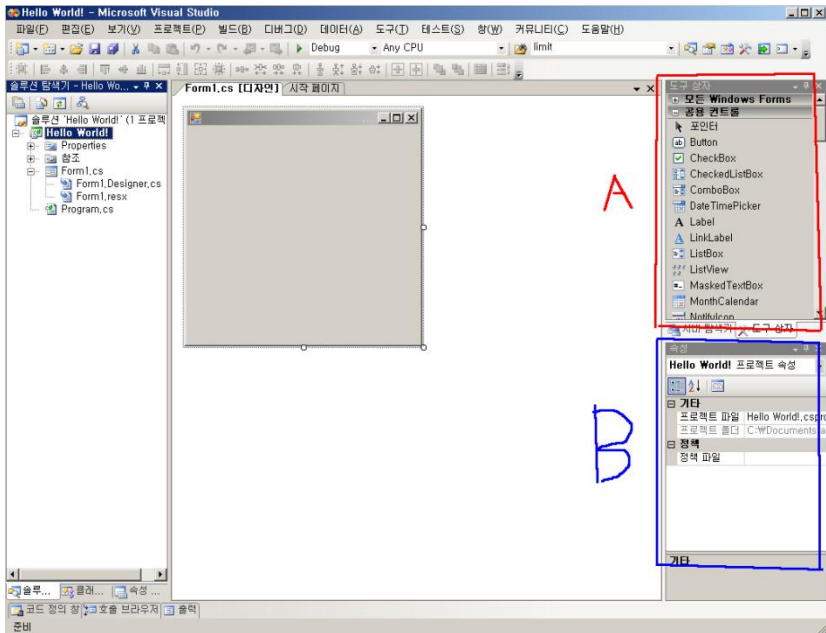 Hello World! - Microsoft Visual Studio
파일(F) 편집(E) 보기(V) 프로젝트(P) 빌드(B) 디버그(D) 데이터(A) 도구(T) 테스트(S) 창(W) 커뮤니티(C) 도움말(H)
Debug Any CPU limit
솔루션 탐색기 - Hello Wo...
솔루션 'Hello World!' (1 프로젝
Hello World!
Properties
참조
Form1.cs
Form1.Designer.cs
Form1.resx
Program.cs
Form1.cs [디자인] 시작 페이지
A
도구 상자
모든 Windows Forms
공용 컨트롤
포인터
Button
CheckBox
CheckedListBox
ComboBox
DateTimePicker
Label
LinkLabel
ListBox
ListView
MaskedTextBox
MonthCalendar
NotifyIcon
서버 탐색기 도구 상자
B
속성
Hello World! 프로젝트 속성
기타
프로젝트 파일 Hello World!.cspro
프로젝트 폴더 C:₩Documents a
정책
정책 파일
기타
솔루... 클래... 속성 ...
코드 정의 창 호출 브라우저 출력
준비